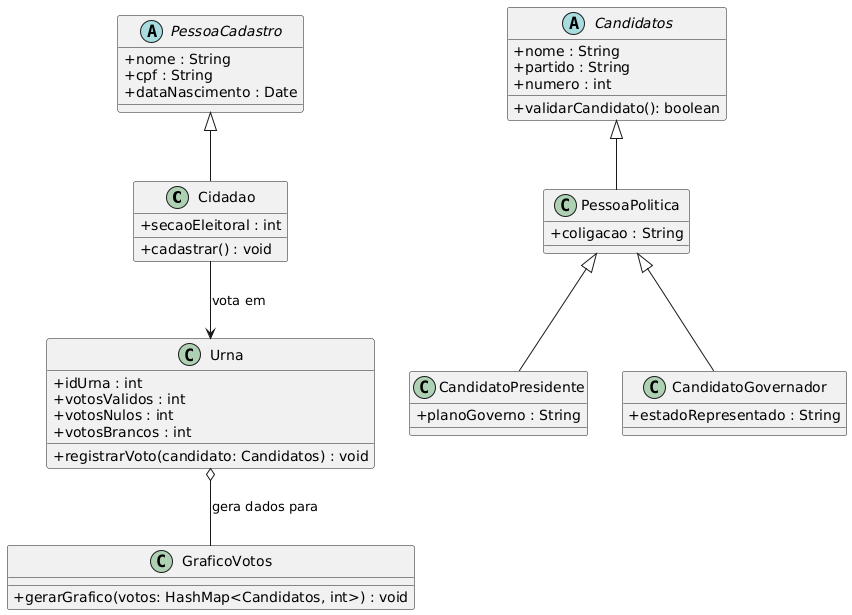 A PessoaCadastro
+nome : String
+cpf : String
+dataNascimento : Date
A Candidatos
+nome : String
+partido : String
+numero : int
+validarCandidato(): boolean
C Cidadao
+secaoEleitoral : int
+cadastrar() : void
C PessoaPolitica
+coligacao : String
vota em
C Urna
+idUrna : int
+votosValidos : int
+votosNulos : int
+votosBrancos : int
+registrarVoto(candidato: Candidatos) : void
C CandidatoPresidente
+planoGoverno : String
C CandidatoGovernador
+estadoRepresentado : String
gera dados para
C GraficoVotos
+gerarGrafico(votos: HashMap<Candidatos, int>) : void